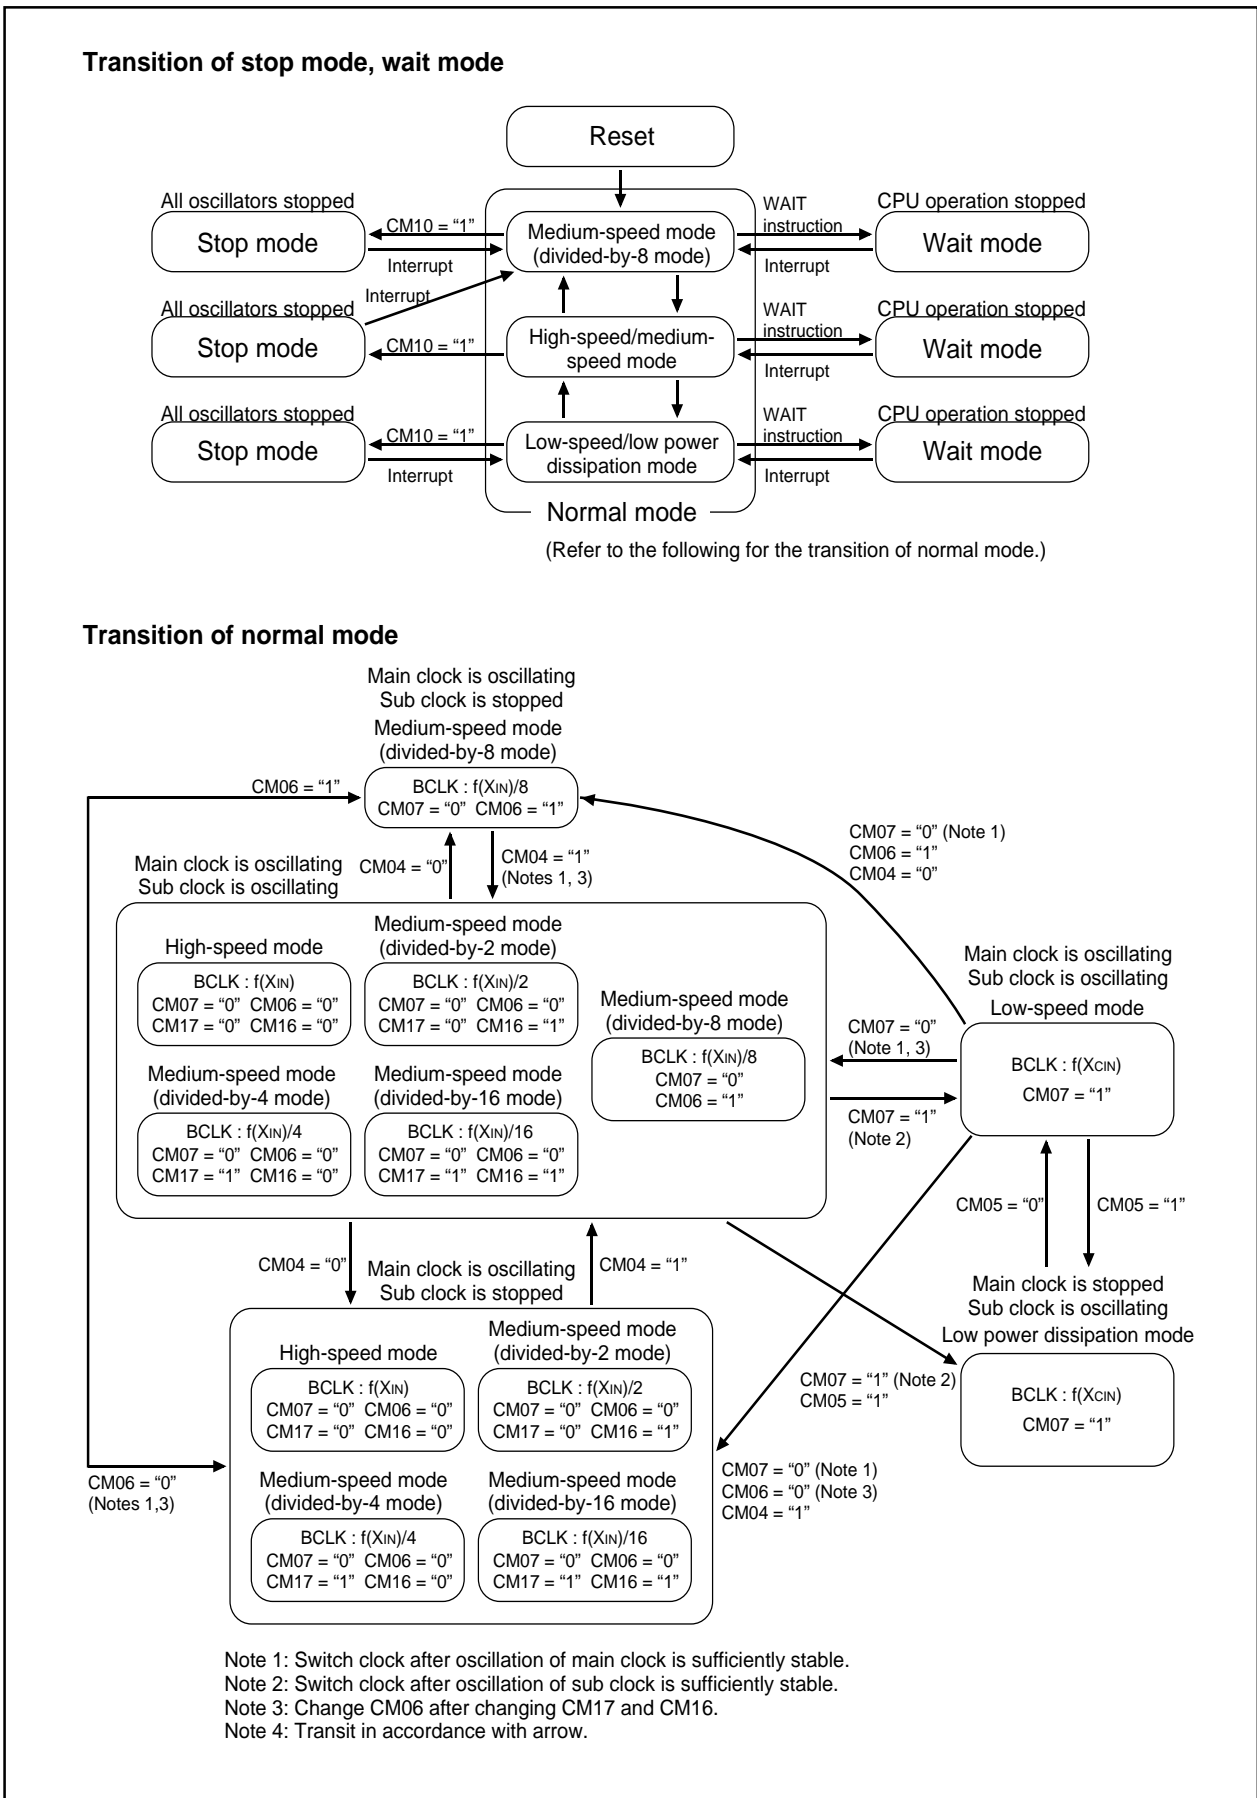 Transition of stop mode, wait mode
Reset
All oscillators stopped
Stop mode
CM10 = “1”
Interrupt
Medium-speed mode
(divided-by-8 mode)
WAIT
instruction
Interrupt
CPU operation stopped
Wait mode
Interrupt
All oscillators stopped
Stop mode
CM10 = “1”
High-speed/medium-
speed mode
WAIT
instruction
Interrupt
CPU operation stopped
Wait mode
All oscillators stopped
Stop mode
CM10 = “1”
Interrupt
Low-speed/low power
dissipation mode
WAIT
instruction
Interrupt
CPU operation stopped
Wait mode
Normal mode
(Refer to the following for the transition of normal mode.)
Transition of normal mode
Main clock is oscillating
Sub clock is stopped
Medium-speed mode
(divided-by-8 mode)
CM06 = “1”
BCLK : f(XIN)/8
CM07 = “0” CM06 = “1”
CM07 = “0” (Note 1)
CM06 = “1”
CM04 = “0”
Main clock is oscillating
Sub clock is oscillating
CM04 = “0”
CM04 = “1”
(Notes 1, 3)
High-speed mode
BCLK : f(XIN)
CM07 = “0” CM06 = “0”
CM17 = “0” CM16 = “0”
Medium-speed mode
(divided-by-2 mode)
BCLK : f(XIN)/2
CM07 = “0” CM06 = “0”
CM17 = “0” CM16 = “1”
Medium-speed mode
(divided-by-8 mode)
BCLK : f(XIN)/8
CM07 = “0”
CM06 = “1”
Medium-speed mode
(divided-by-4 mode)
BCLK : f(XIN)/4
CM07 = “0” CM06 = “0”
CM17 = “1” CM16 = “0”
Medium-speed mode
(divided-by-16 mode)
BCLK : f(XIN)/16
CM07 = “0” CM06 = “0”
CM17 = “1” CM16 = “1”
CM07 = “0”
(Note 1, 3)
CM07 = “1”
(Note 2)
Main clock is oscillating
Sub clock is oscillating
Low-speed mode
BCLK : f(XCIN)
CM07 = “1”
CM05 = “0”
CM05 = “1”
CM04 = “0”
Main clock is oscillating
Sub clock is stopped
CM04 = “1”
Main clock is stopped
Sub clock is oscillating
Low power dissipation mode
BCLK : f(XCIN)
CM07 = “1”
CM07 = “1” (Note 2)
CM05 = “1”
High-speed mode
BCLK : f(XIN)
CM07 = “0” CM06 = “0”
CM17 = “0” CM16 = “0”
Medium-speed mode
(divided-by-2 mode)
BCLK : f(XIN)/2
CM07 = “0” CM06 = “0”
CM17 = “0” CM16 = “1”
CM06 = “0”
(Notes 1,3)
Medium-speed mode
(divided-by-4 mode)
BCLK : f(XIN)/4
CM07 = “0” CM06 = “0”
CM17 = “1” CM16 = “0”
Medium-speed mode
(divided-by-16 mode)
BCLK : f(XIN)/16
CM07 = “0” CM06 = “0”
CM17 = “1” CM16 = “1”
CM07 = “0” (Note 1)
CM06 = “0” (Note 3)
CM04 = “1”
Note 1: Switch clock after oscillation of main clock is sufficiently stable.
Note 2: Switch clock after oscillation of sub clock is sufficiently stable.
Note 3: Change CM06 after changing CM17 and CM16.
Note 4: Transit in accordance with arrow.